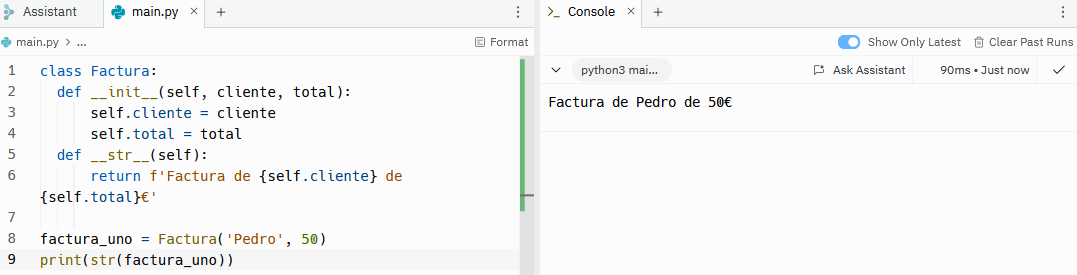 Assistant
main.py
main.py > ...
Format
1 class Factura:
2   def __init__(self, cliente, total):
3       self.cliente = cliente
4       self.total = total
5   def __str__(self):
6       return f'Factura de {self.cliente} de
{self.total}€'
7
8 factura_uno = Factura('Pedro', 50)
9 print(str(factura_uno))
Console
Show Only Latest
Clear Past Runs
python3 mai...
Ask Assistant
90ms • Just now
Factura de Pedro de 50€